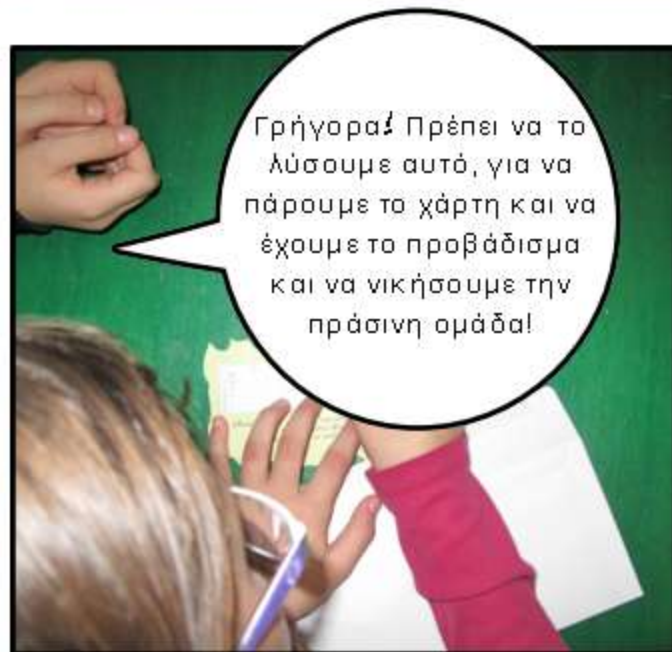 Γρήγορα! Πρέπει να το
λύσουμε αυτό, για να
πάρουμε το χάρτη και να
έχουμε το προβάδισμα
και να νικήσουμε την
πράσινη ομάδα!